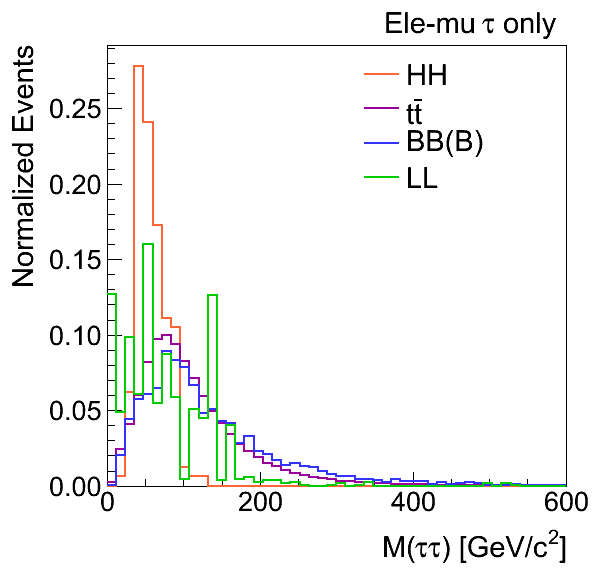 Ele-mu τ only
Normalized Events
HH
tt̄
BB(B)
LL
0.25
0.20
0.15
0.10
0.05
0.00
0 200 400 600
M(ττ) [GeV/c²]